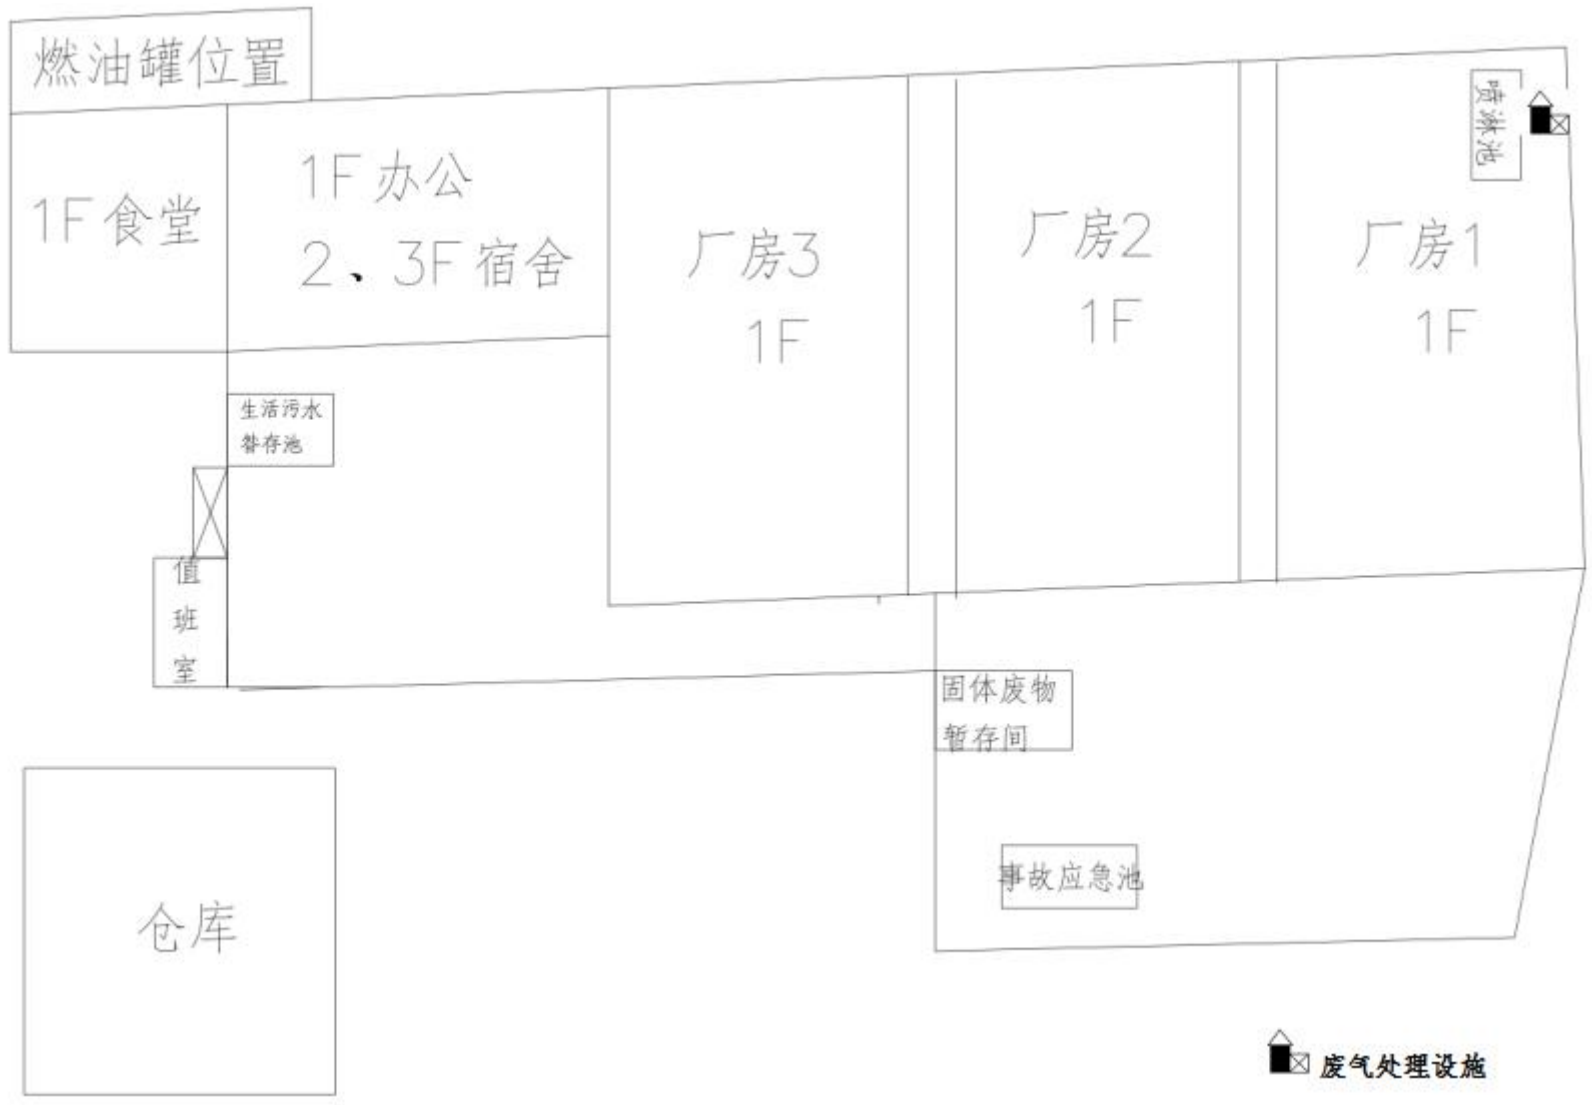 燃油罐位置
1F 食堂
1F 办公
2、3F 宿舍
厂房3
1F
厂房2
1F
厂房1
1F
喷淋池
生活污水
暂存池
值
班
室
固体废物
暂存间
事故应急池
仓库
废气处理设施